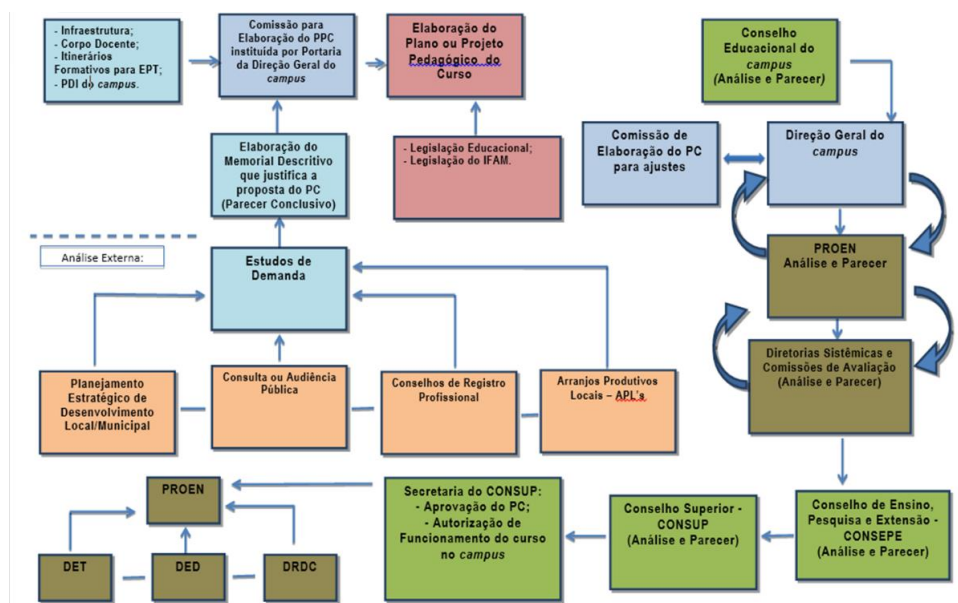 - Infraestrutura;
- Corpo Docente;
- Itinerários
Formativos para EPT;
- PDI do campus.
Comissão para
Elaboração do PPC
instituída por Portaria
da Direção Geral do
campus
Elaboração do
Plano ou Projeto
Pedagógico do
Curso
Conselho
Educacional do
campus
(Análise e Parecer)
Elaboração do
Memorial Descritivo
que justifica a
proposta do PC
(Parecer Conclusivo)
- Legislação Educacional;
- Legislação do IFAM.
Comissão de
Elaboração do PC
para ajustes
Direção Geral do
campus
Análise Externa:
Estudos de
Demanda
PROEN
Análise e Parecer
Diretorias Sistêmicas e
Comissões de Avaliação
(Análise e Parecer)
Planejamento
Estratégico de
Desenvolvimento
Local/Municipal
Consulta ou Audiência
Pública
Conselhos de Registro
Profissional
Arranjos Produtivos
Locais – APL's
PROEN
Secretaria do CONSUP:
- Aprovação do PC;
- Autorização de
Funcionamento do curso
no campus
Conselho Superior -
CONSUP
(Análise e Parecer)
Conselho de Ensino,
Pesquisa e Extensão -
CONSEPE
(Análise e Parecer)
DET
DED
DRDC